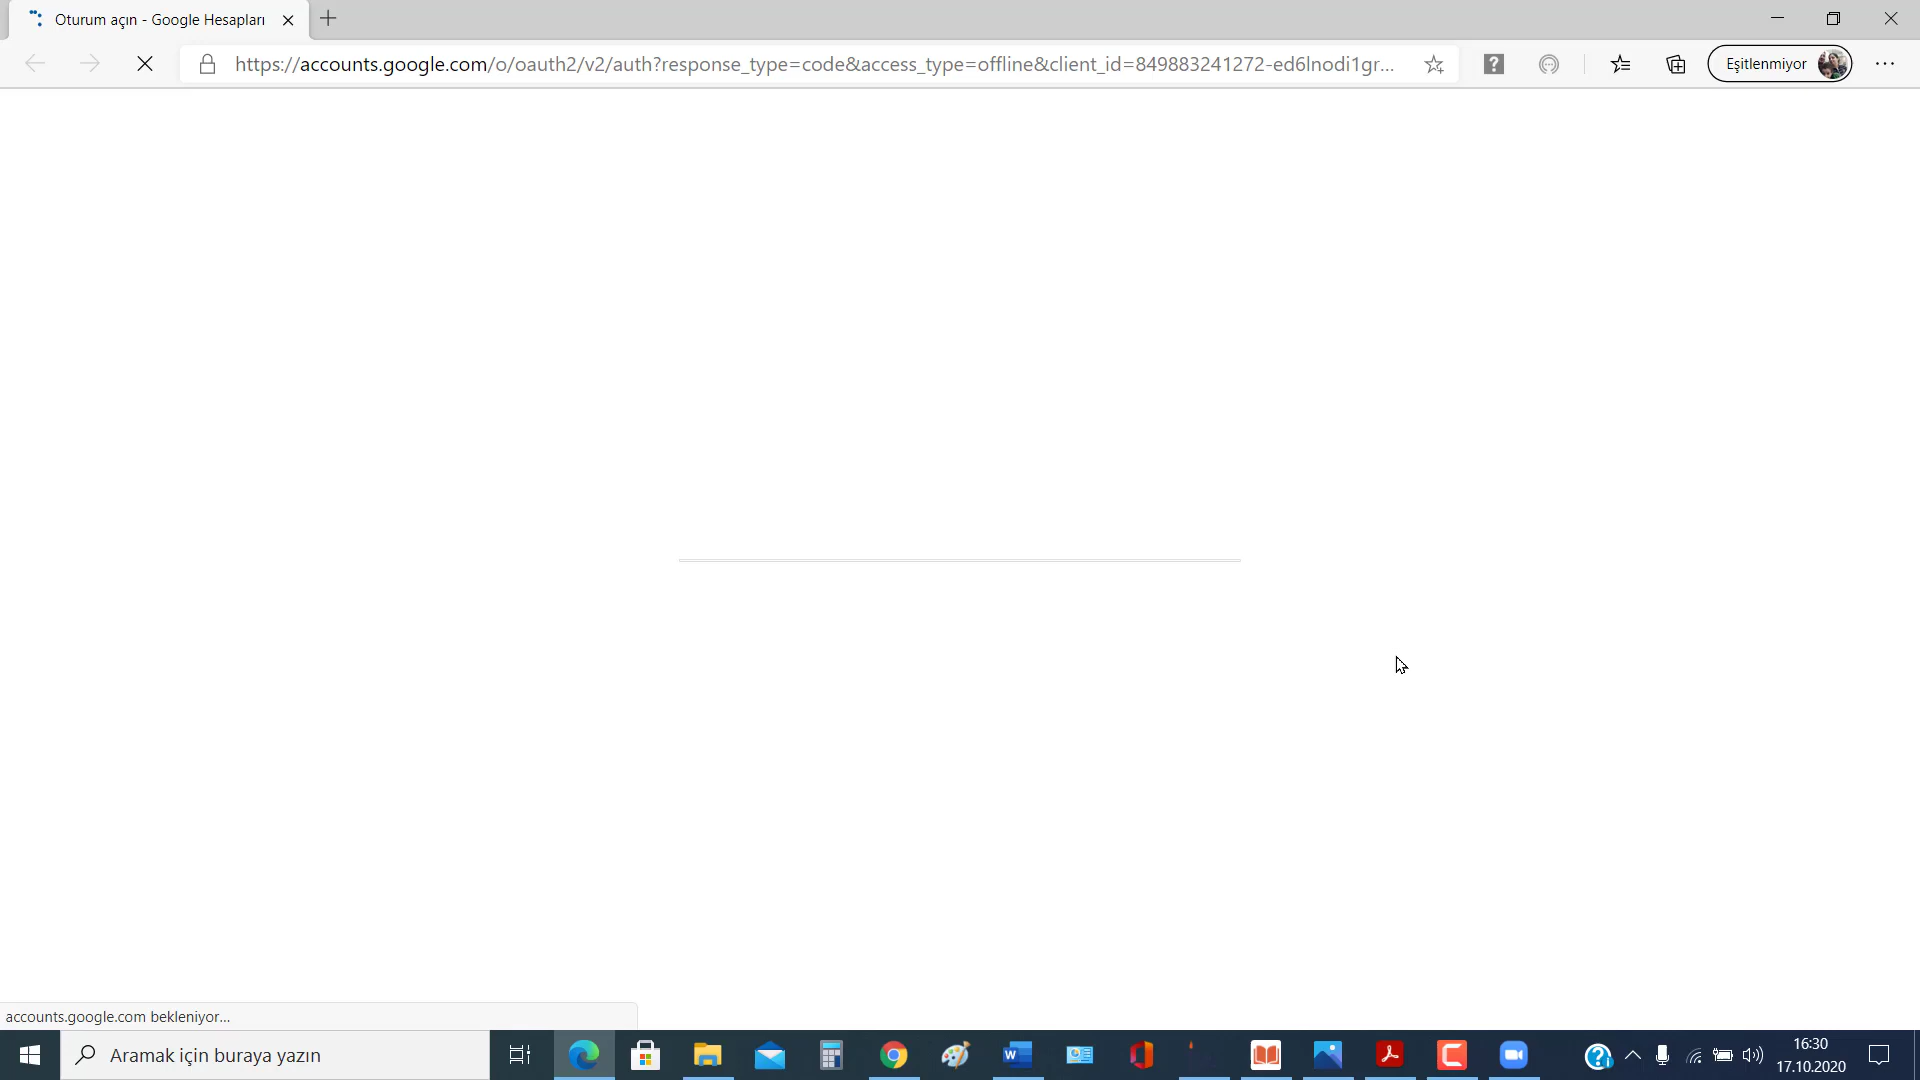 Oturum açın - Google Hesapları
https://accounts.google.com/o/oauth2/v2/auth?response_type=code&access_type=offline&client_id=849883241272-ed6lnodi1gr...
Eşitlenmiyor
accounts.google.com bekleniyor...
Aramak için buraya yazın
16:30
17.10.2020